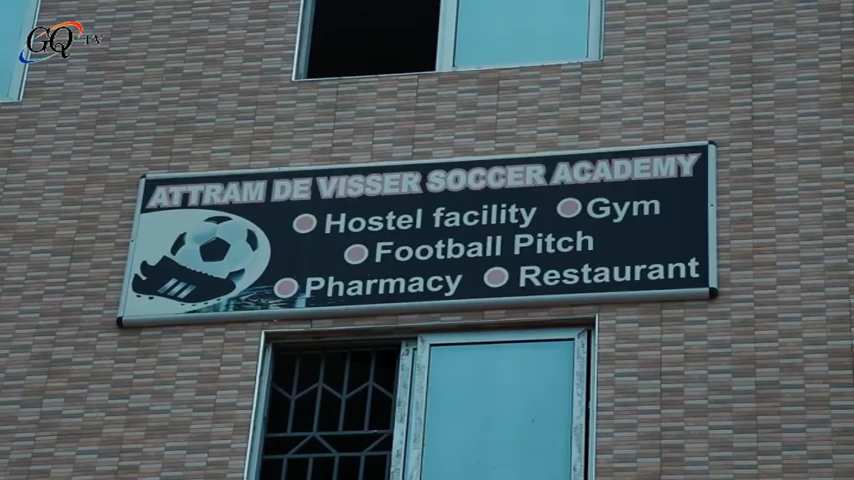 GQ TV
ATTRAM DE VISSER SOCCER ACADEMY
Hostel facility Gym
Football Pitch
Pharmacy Restaurant